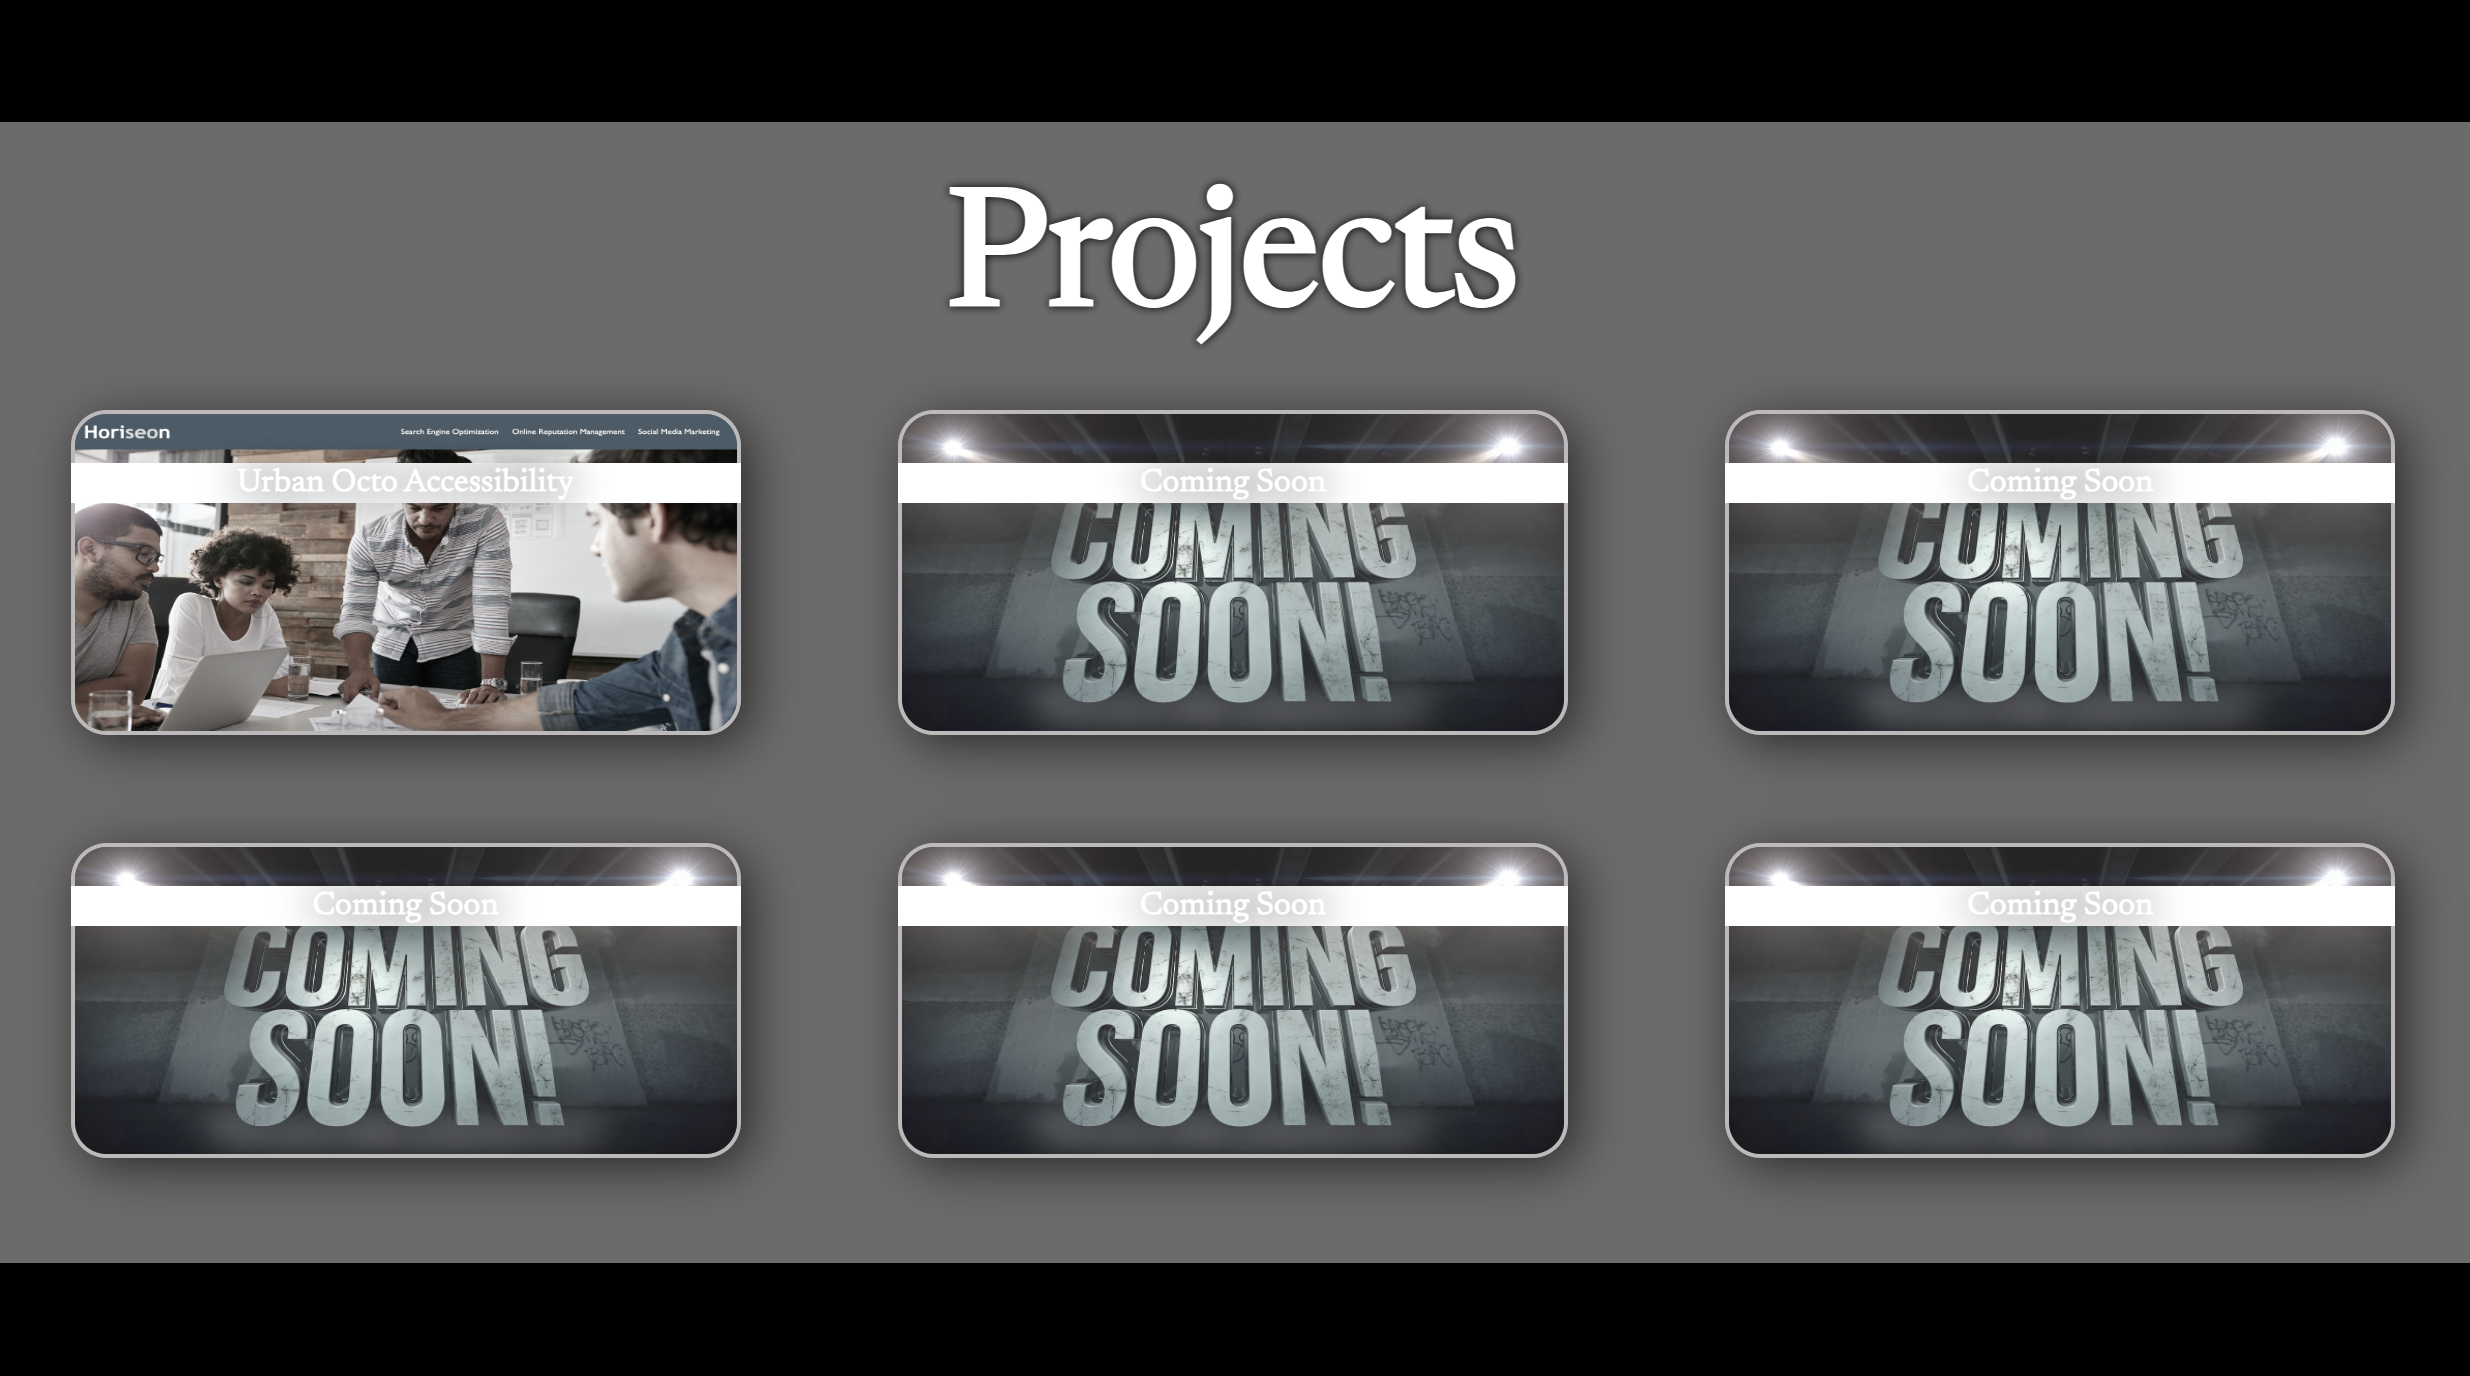 Projects
Horiseon Search Engine Optimization Online Reputation Management Social Media Marketing
Urban Octo Accessibility
Coming Soon
COMING
SOON!
Coming Soon
COMING
SOON!
Coming Soon
COMING
SOON!
Coming Soon
COMING
SOON!
Coming Soon
COMING
SOON!